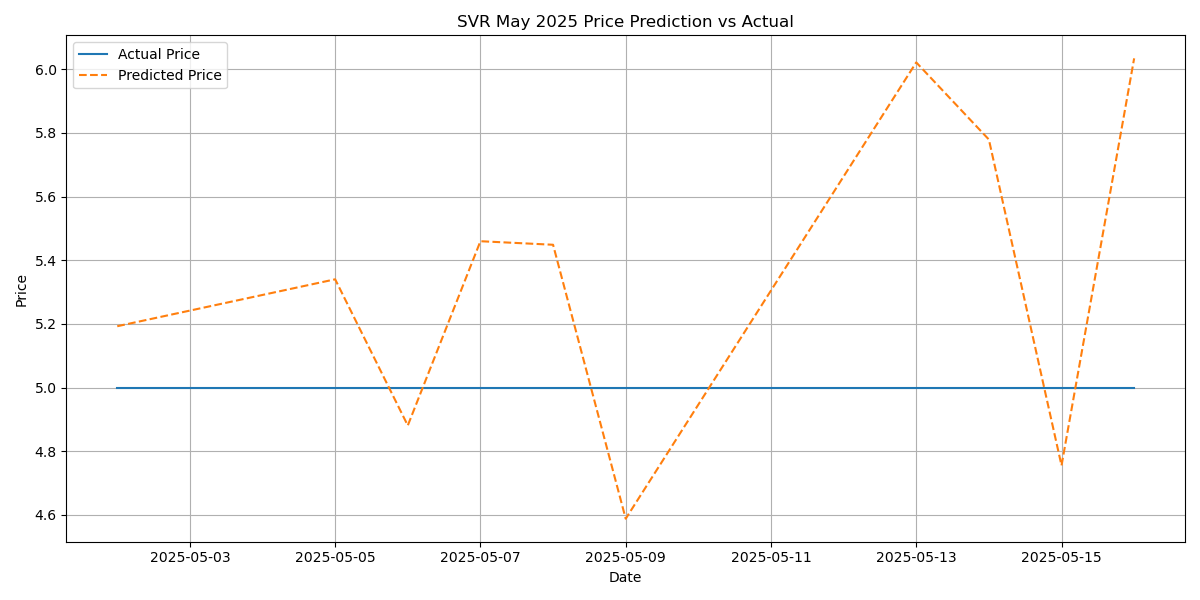 SVR May 2025 Price Prediction vs Actual
Actual Price
Predicted Price
6.0
5.8
5.6
5.4
5.2
5.0
4.8
4.6
Price
2025-05-03 2025-05-05 2025-05-07 2025-05-09 2025-05-11 2025-05-13 2025-05-15
Date